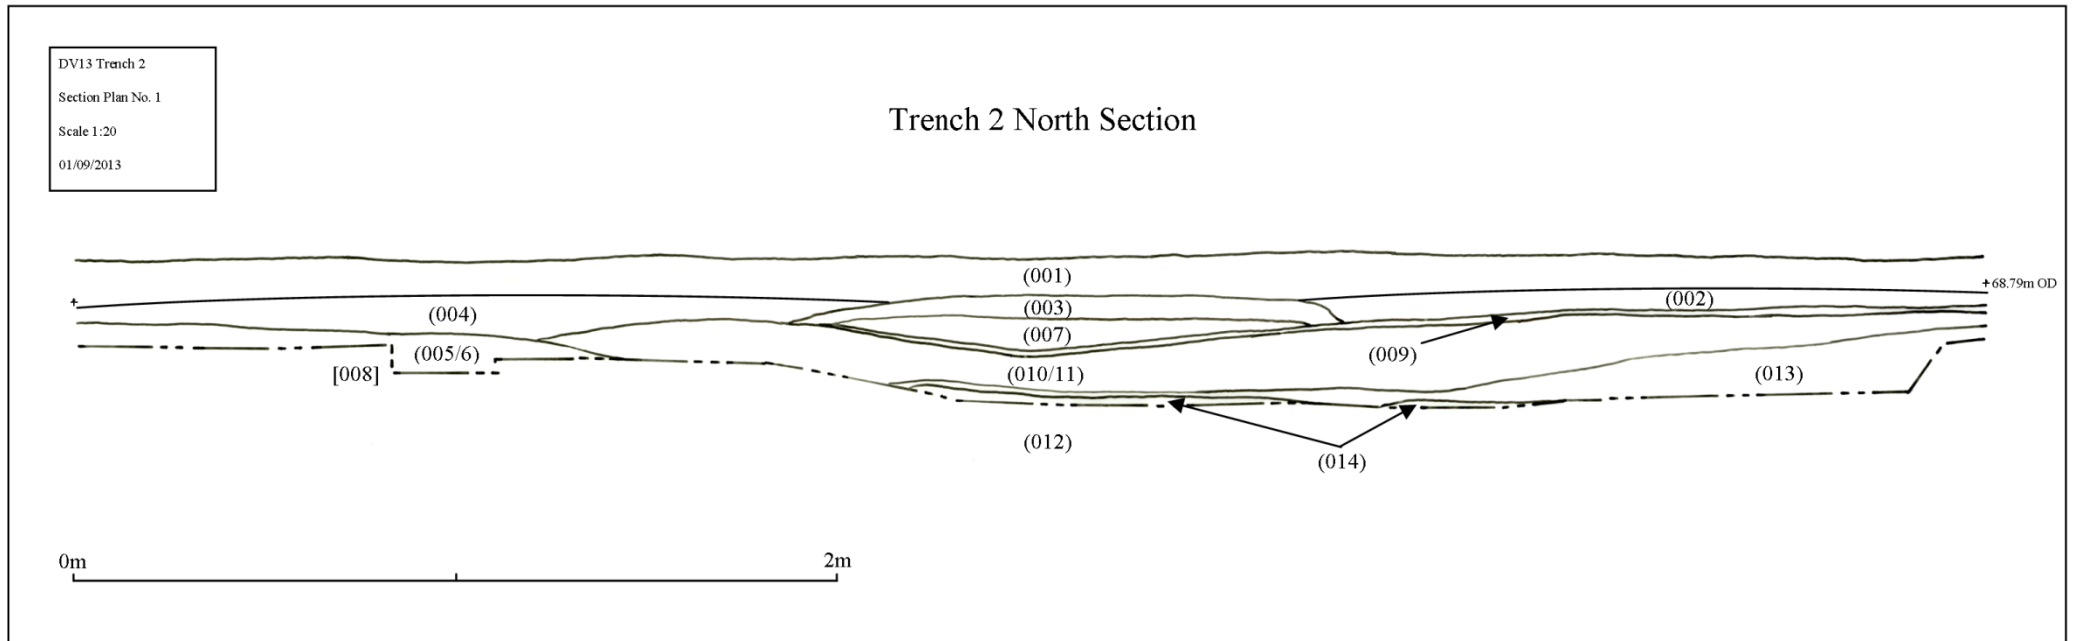 DV13 Trench 2
Section Plan No. 1
Scale 1:20
01/09/2013
Trench 2 North Section
(001)
+68.79m OD
(002)
(003)
(004)
(007)
(005/6)
(009)
[008]
(010/11)
(013)
(012)
(014)
0m
2m